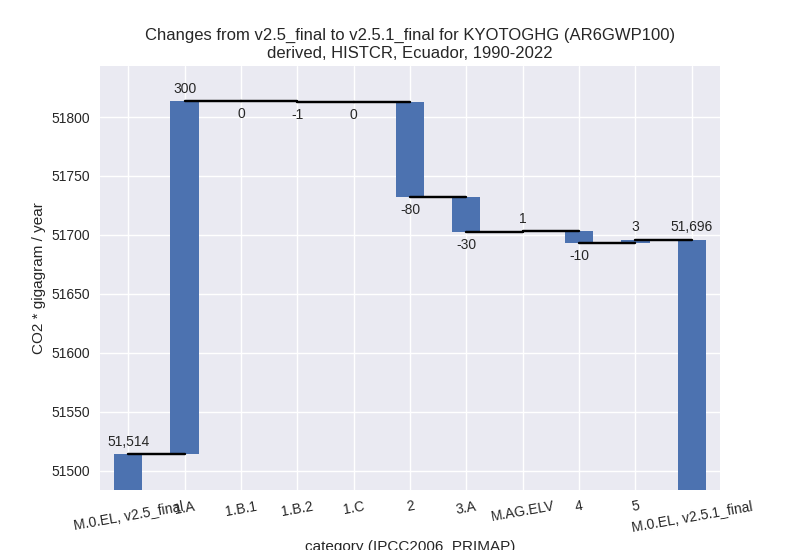 Changes from v2.5_final to v2.5.1_final for KYOTOGHG (AR6GWP100)
derived, HISTCR, Ecuador, 1990-2022
CO2 * gigagram / year
51800
51750
51700
51650
51600
51550
51500
51,514
300
0
-1
0
-80
-30
1
-10
3
51,696
M.0.EL, v2.5_final
1.A
1.B.1
1.B.2
1.C
2
3.A
M.AG.ELV
4
5
M.0.EL, v2.5.1_final
category (IPCC2006_PRIMAP)